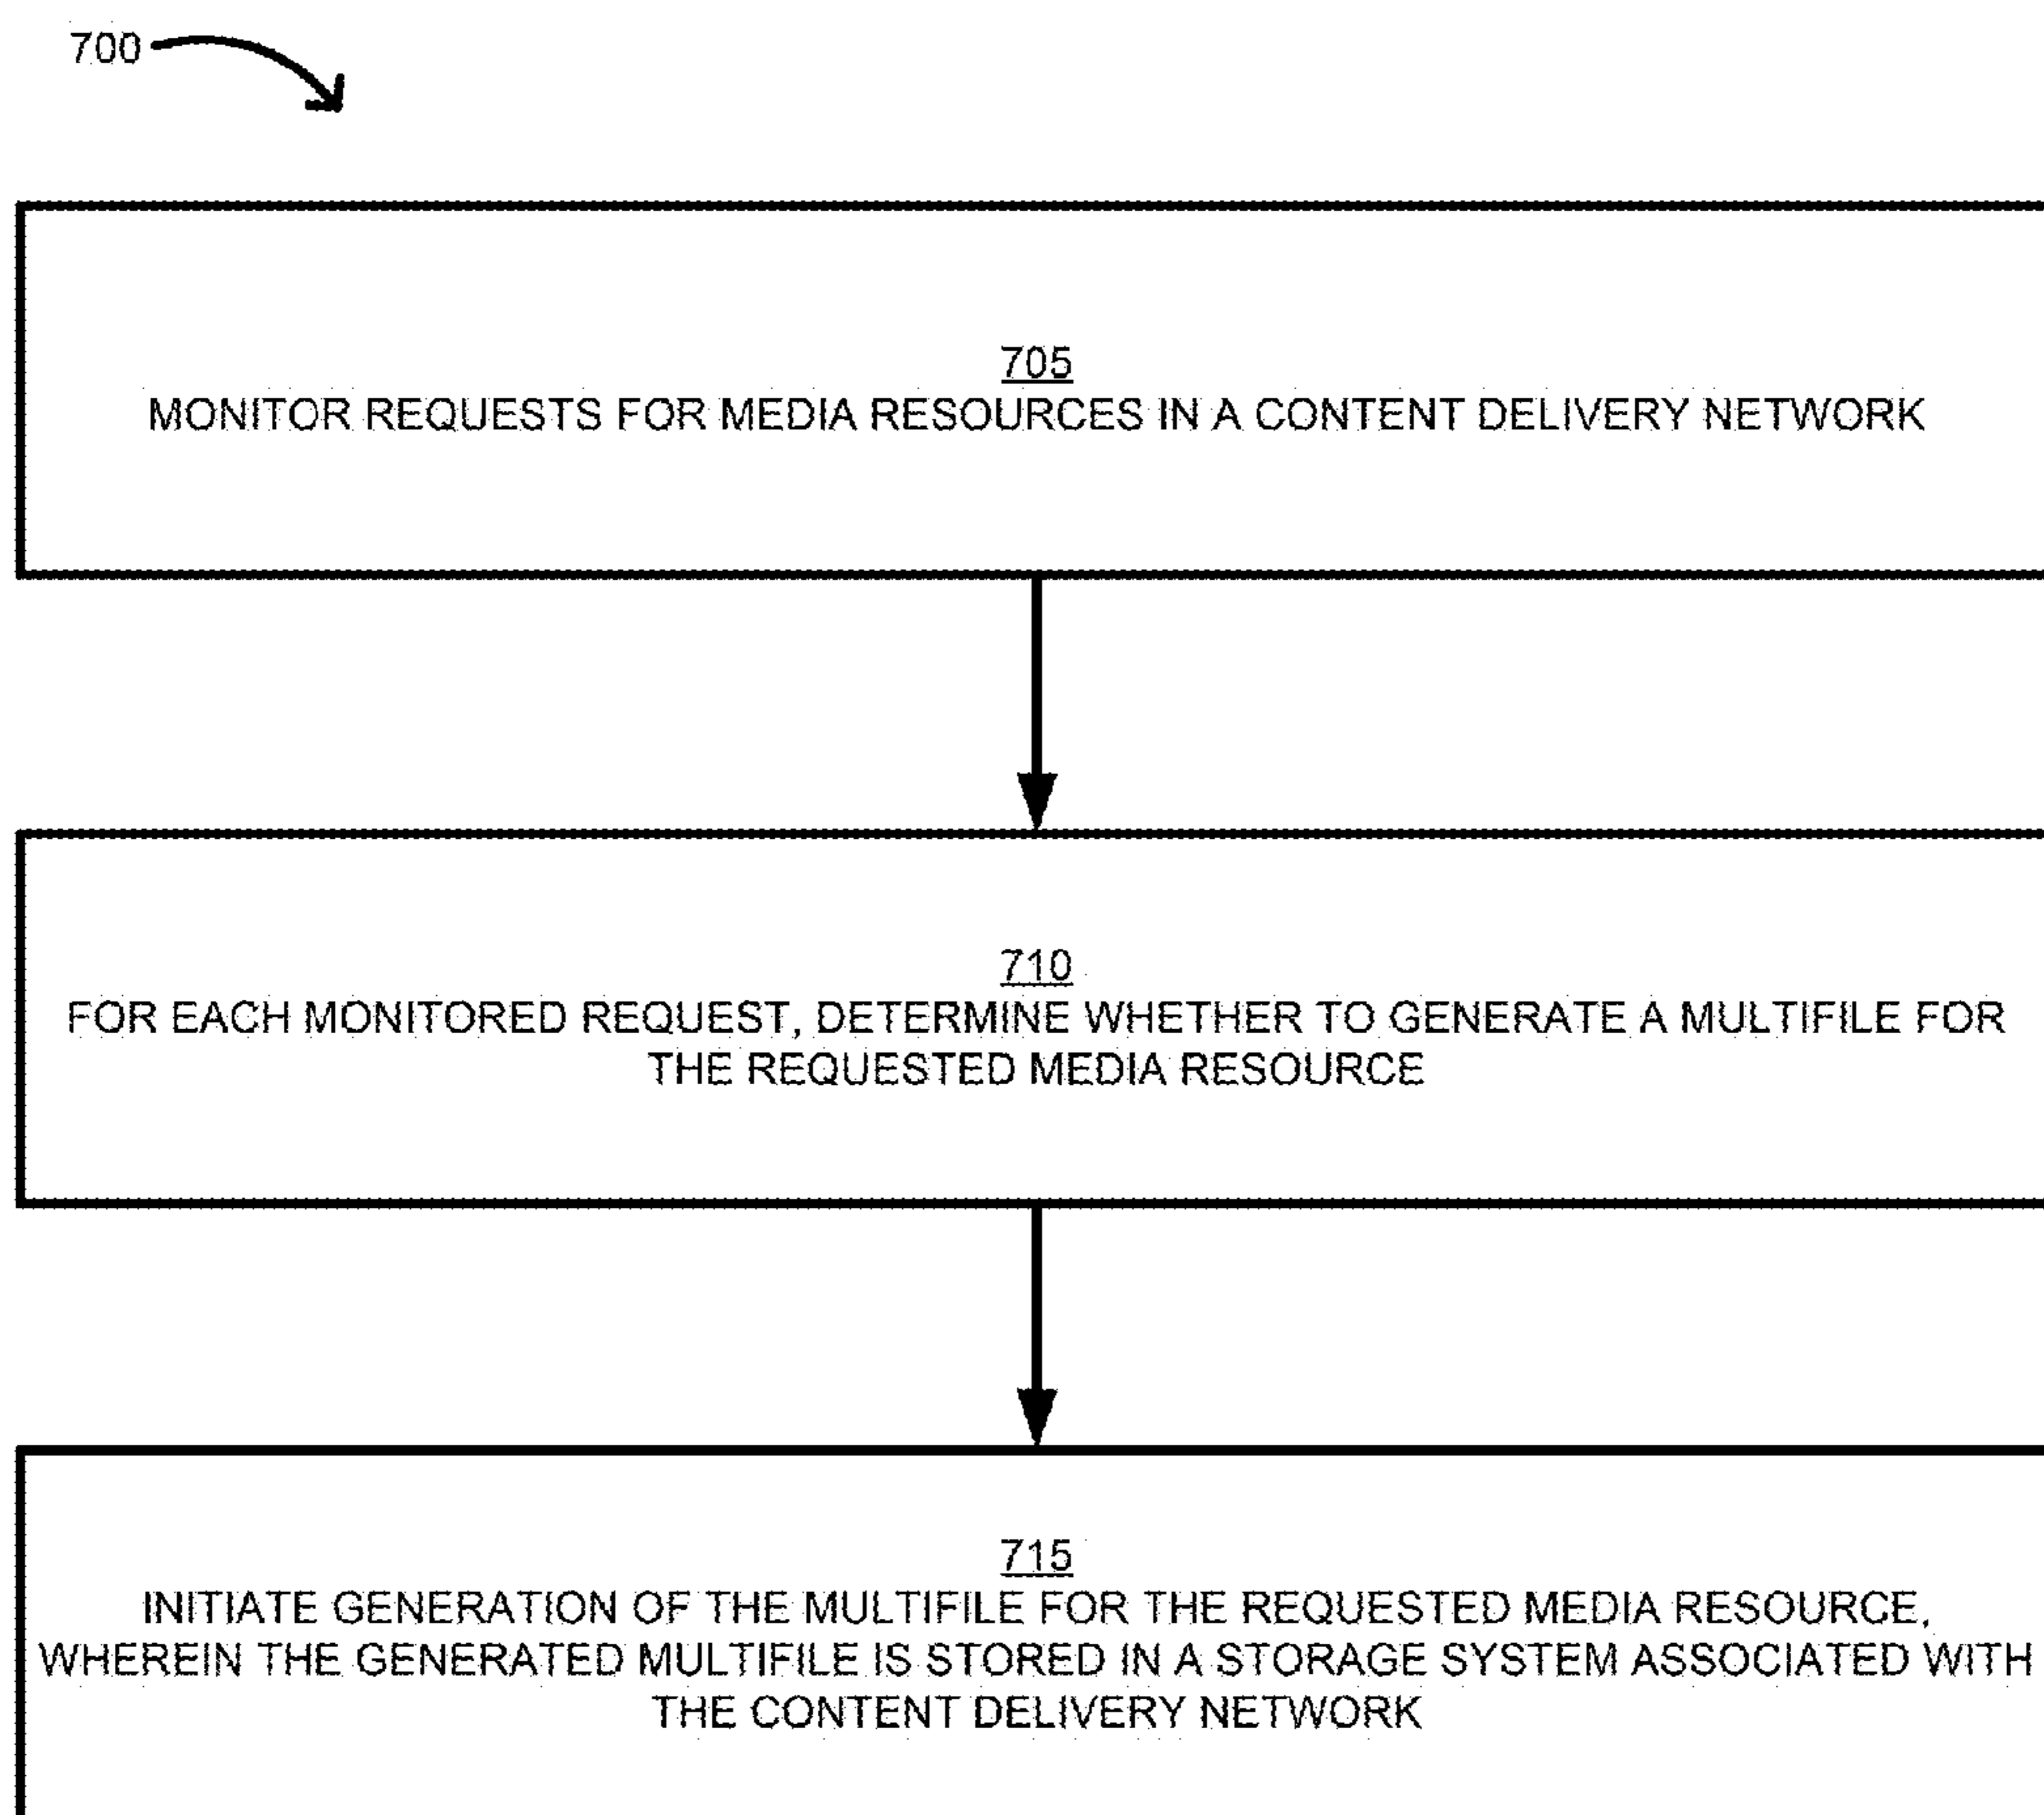 700
705
MONITOR REQUESTS FOR MEDIA RESOURCES IN A CONTENT DELIVERY NETWORK
710
FOR EACH MONITORED REQUEST, DETERMINE WHETHER TO GENERATE A MULTIFILE FOR
THE REQUESTED MEDIA RESOURCE
715
INITIATE GENERATION OF THE MULTIFILE FOR THE REQUESTED MEDIA RESOURCE,
WHEREIN THE GENERATED MULTIFILE IS STORED IN A STORAGE SYSTEM ASSOCIATED WITH
THE CONTENT DELIVERY NETWORK